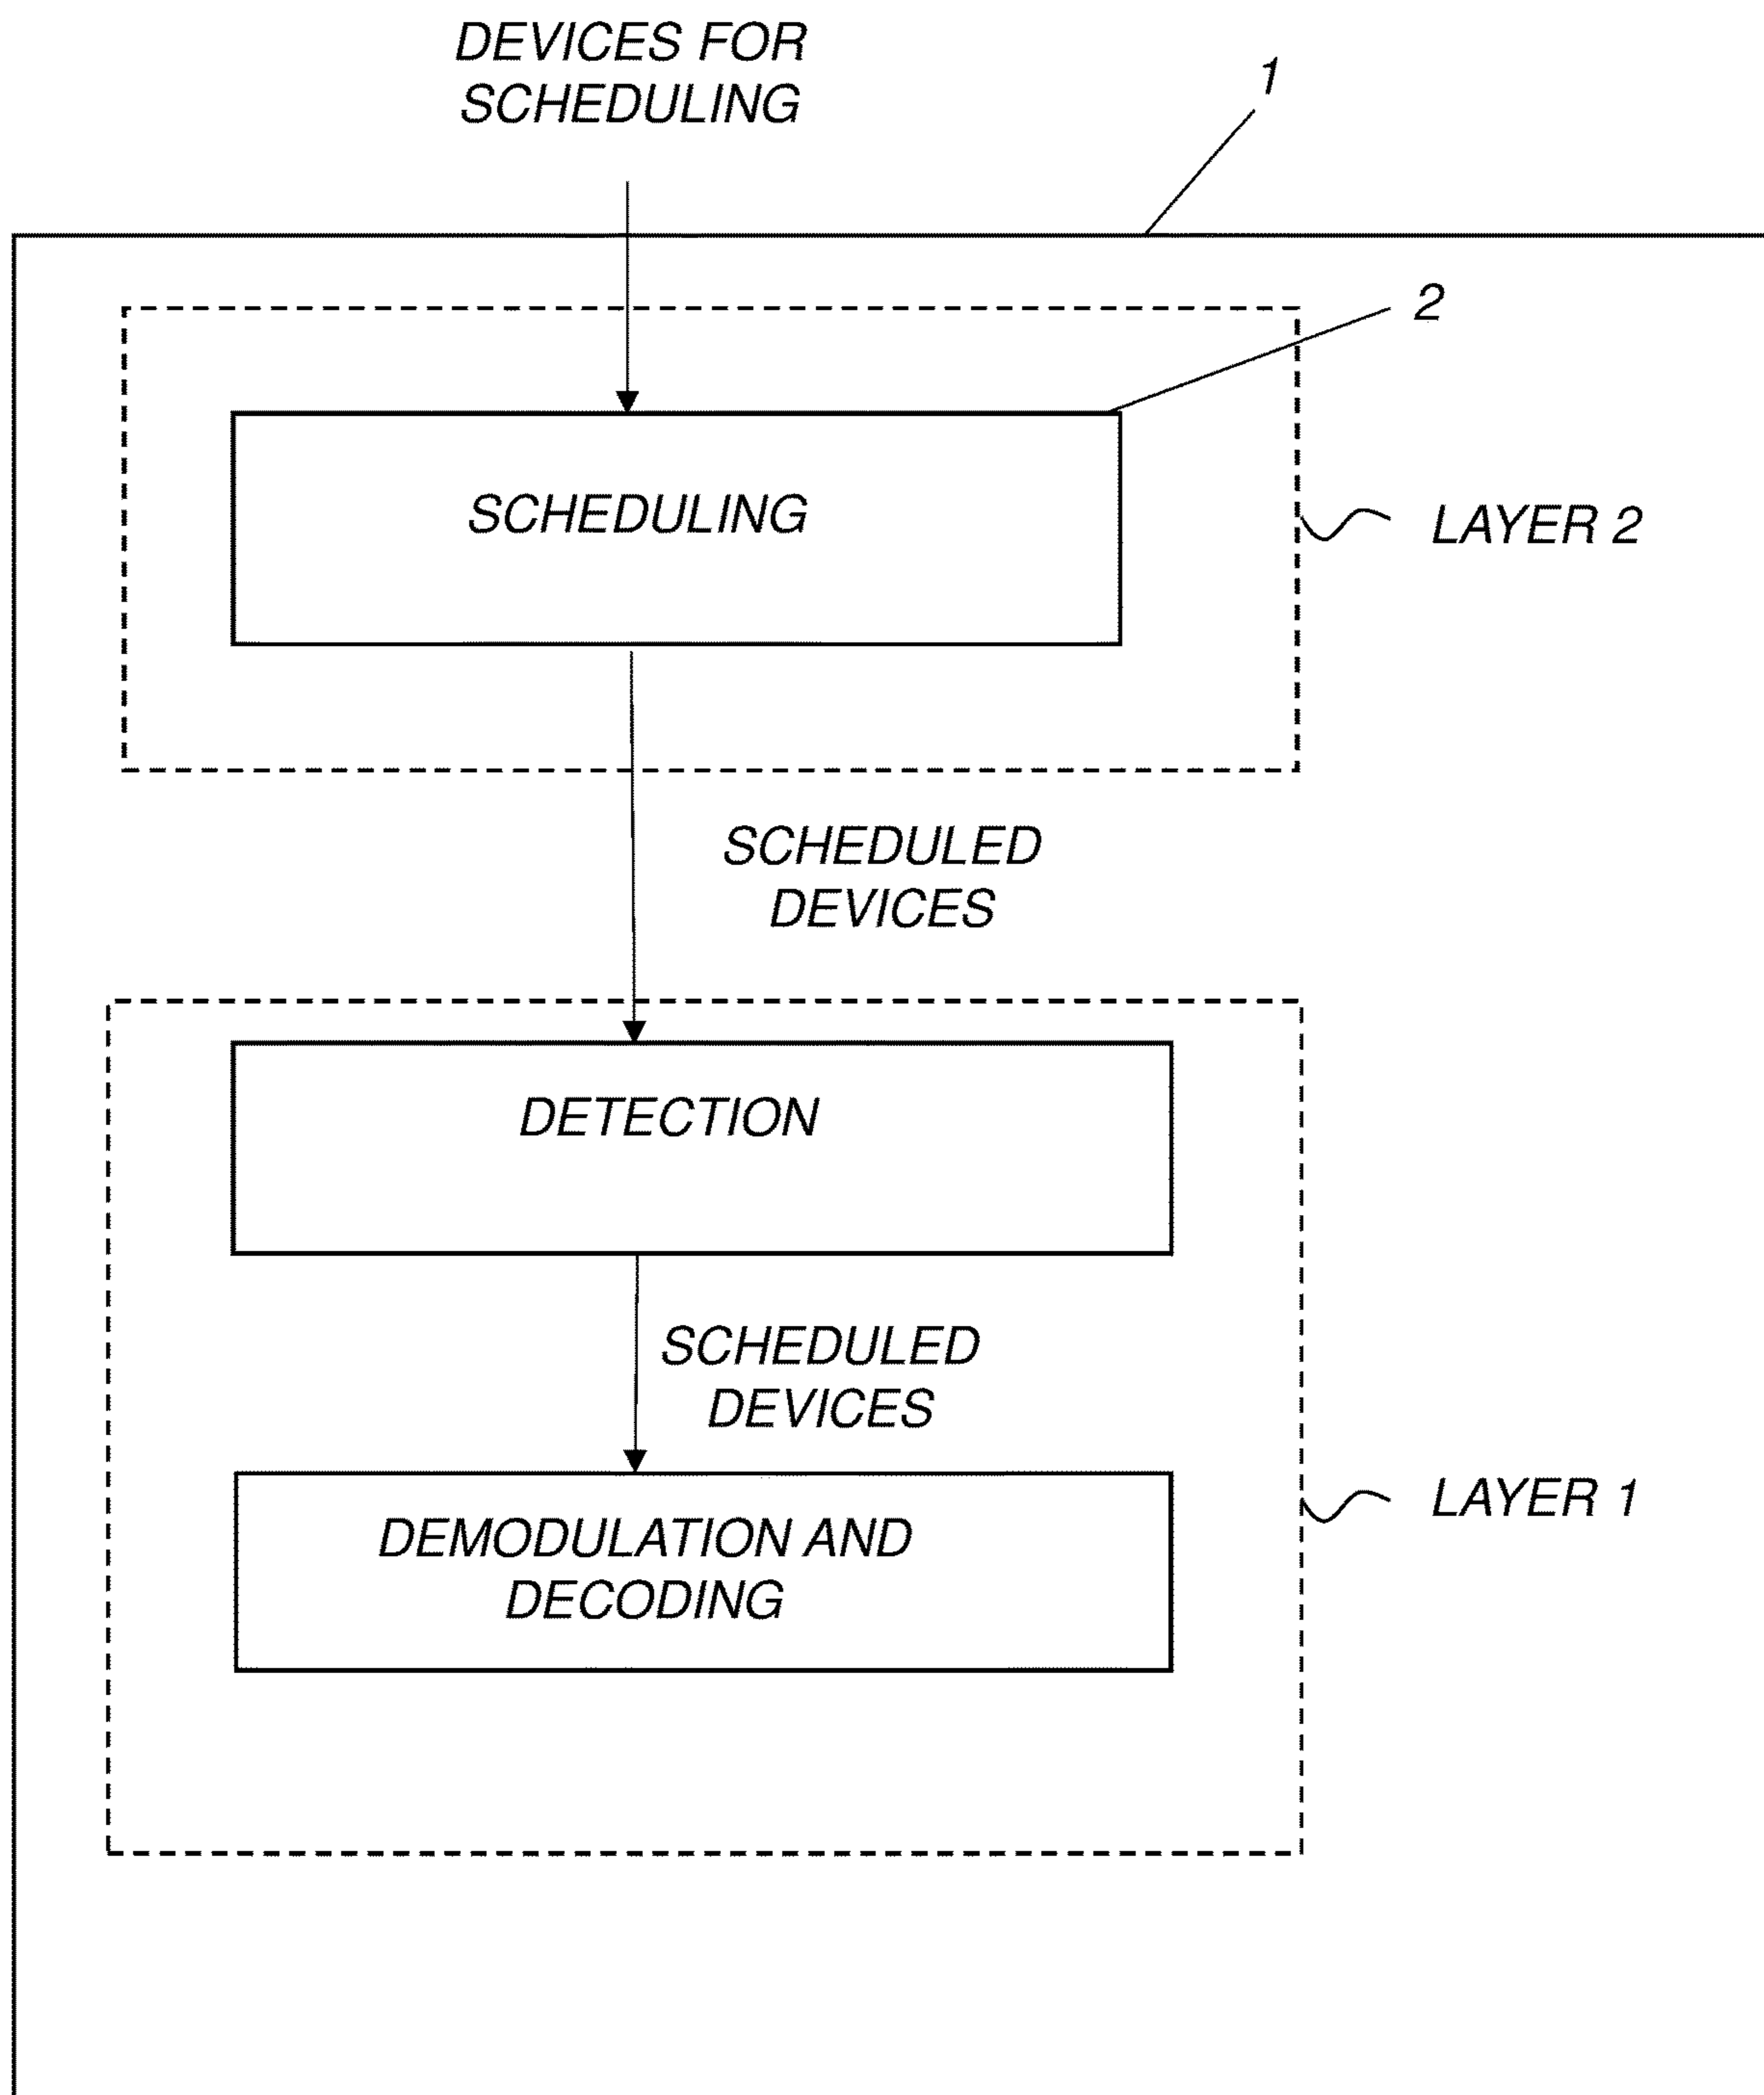 DEVICES FOR
SCHEDULING
1
2
SCHEDULING
LAYER 2
SCHEDULED
DEVICES
DETECTION
SCHEDULED
DEVICES
LAYER 1
DEMODULATION AND
DECODING